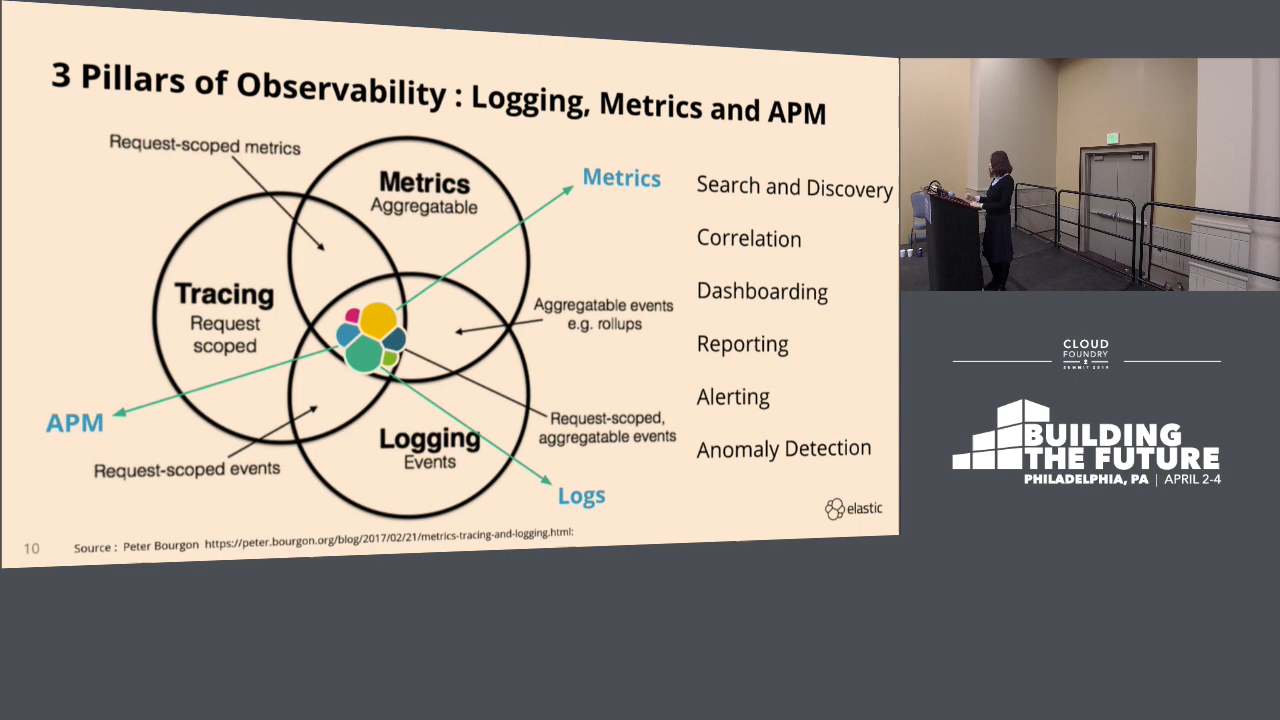 3 Pillars of Observability : Logging, Metrics and APM
Request-scoped metrics
Metrics
Aggregatable
Metrics
Search and Discovery
Correlation
Tracing
Request
scoped
Dashboarding
Aggregatable events
e.g. rollups
Reporting
APM
Alerting
Request-scoped,
aggregatable events
Logging
Events
Anomaly Detection
Request-scoped events
Logs
elastic
10
Source : Peter Bourgon https://peter.bourgon.org/blog/2017/02/21/metrics-tracing-and-logging.html:
CLOUD
FOUNDRY
SUMMIT 2019
BUILDING
THE FUTURE
PHILADELPHIA, PA | APRIL 2-4